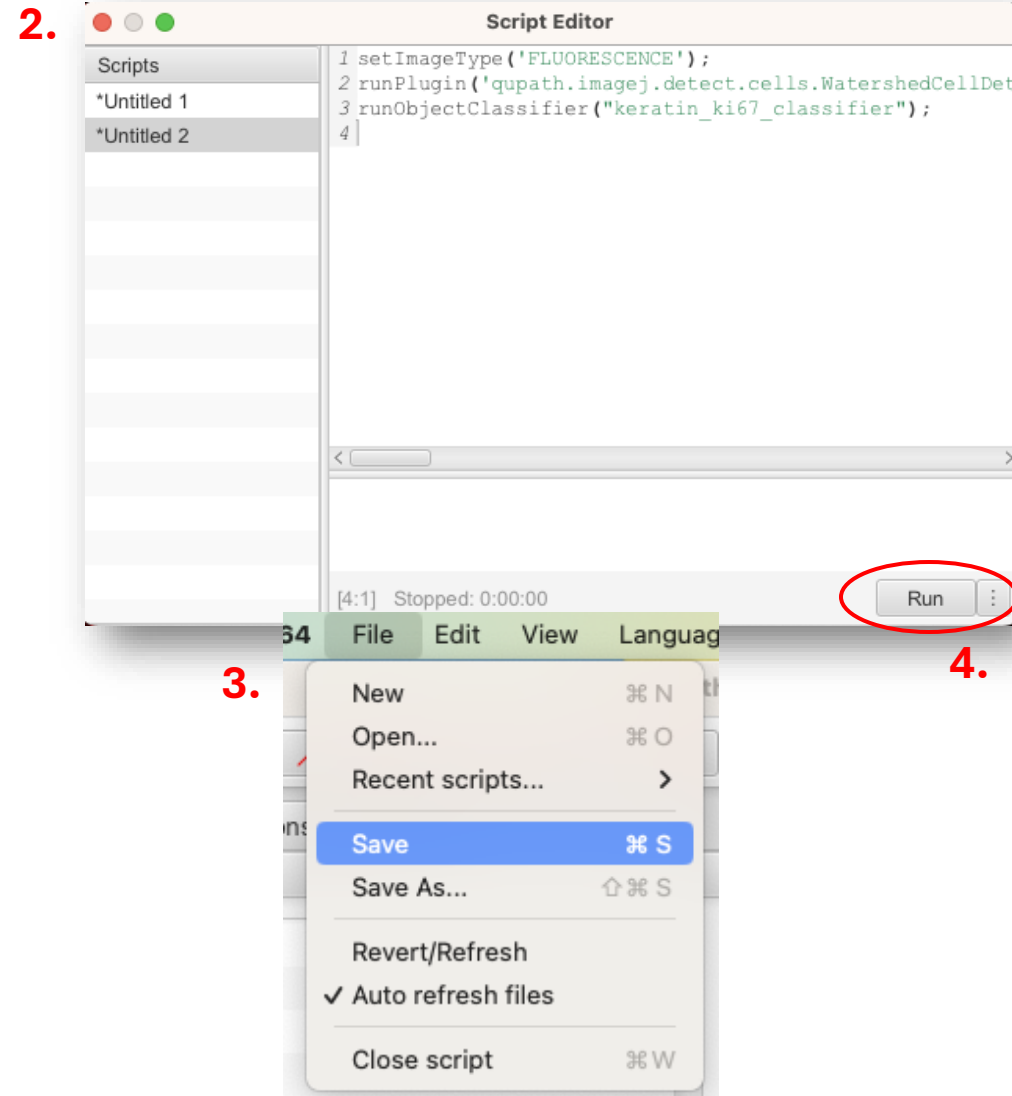 2.
Script Editor
Scripts
*Untitled 1
*Untitled 2
1 setImageType('FLUORESCENCE');
2 runPlugin('qupath.imagej.detect.cells.WatershedCellDet
3 runObjectClassifier("keratin_ki67_classifier");
4
[4:1] Stopped: 0:00:00
Run
4.
3.
64 File Edit View Languag
New ⌘ N
Open... ⌘ O
Recent scripts...
Save ⌘ S
Save As... ⇧ ⌘ S
Revert/Refresh
✓ Auto refresh files
Close script ⌘ W